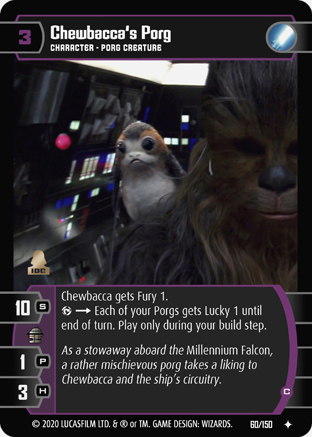 3 Chewbacca's Porg
CHARACTER • PORG CREATURE
IDC
10 S
1 P
3 H
Chewbacca gets Fury 1.
→ Each of your Porgs gets Lucky 1 until
end of turn. Play only during your build step.
As a stowaway aboard the Millennium Falcon,
a rather mischievous porg takes a liking to
Chewbacca and the ship's circuitry.
C
© 2020 LUCASFILM LTD. & ® or TM. GAME DESIGN: WIZARDS. 60/150